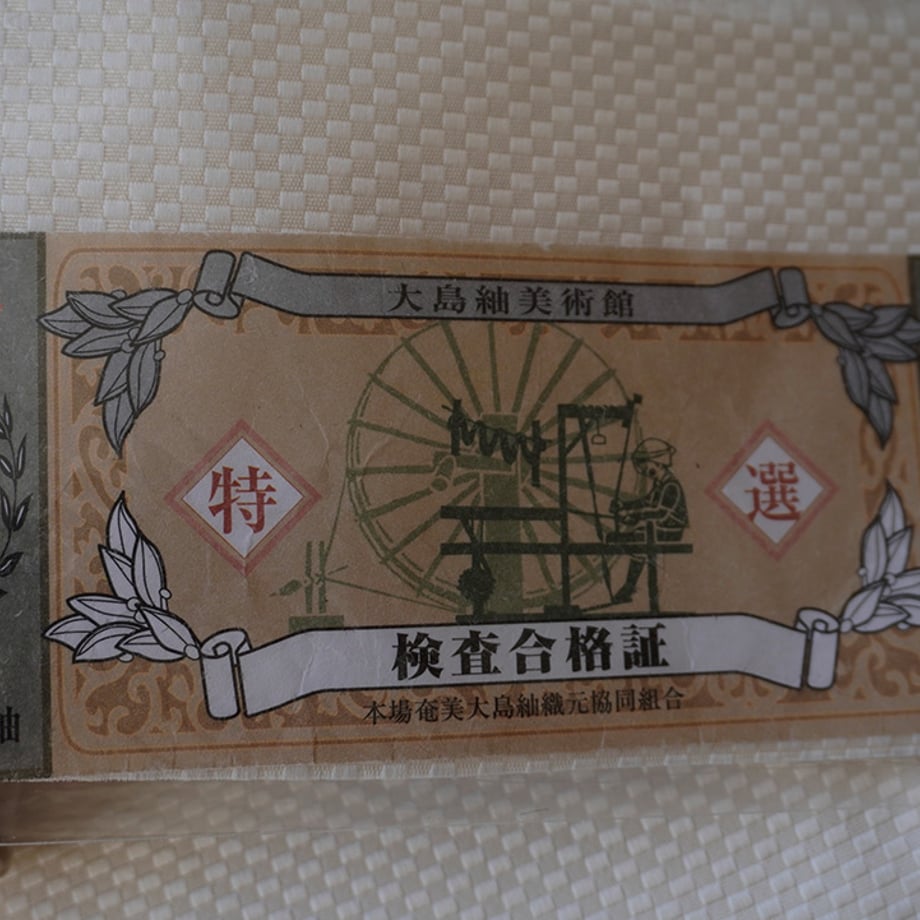 大島紬美術館
特 選
検査合格証
本場奄美大島紬織元協同組合
紬